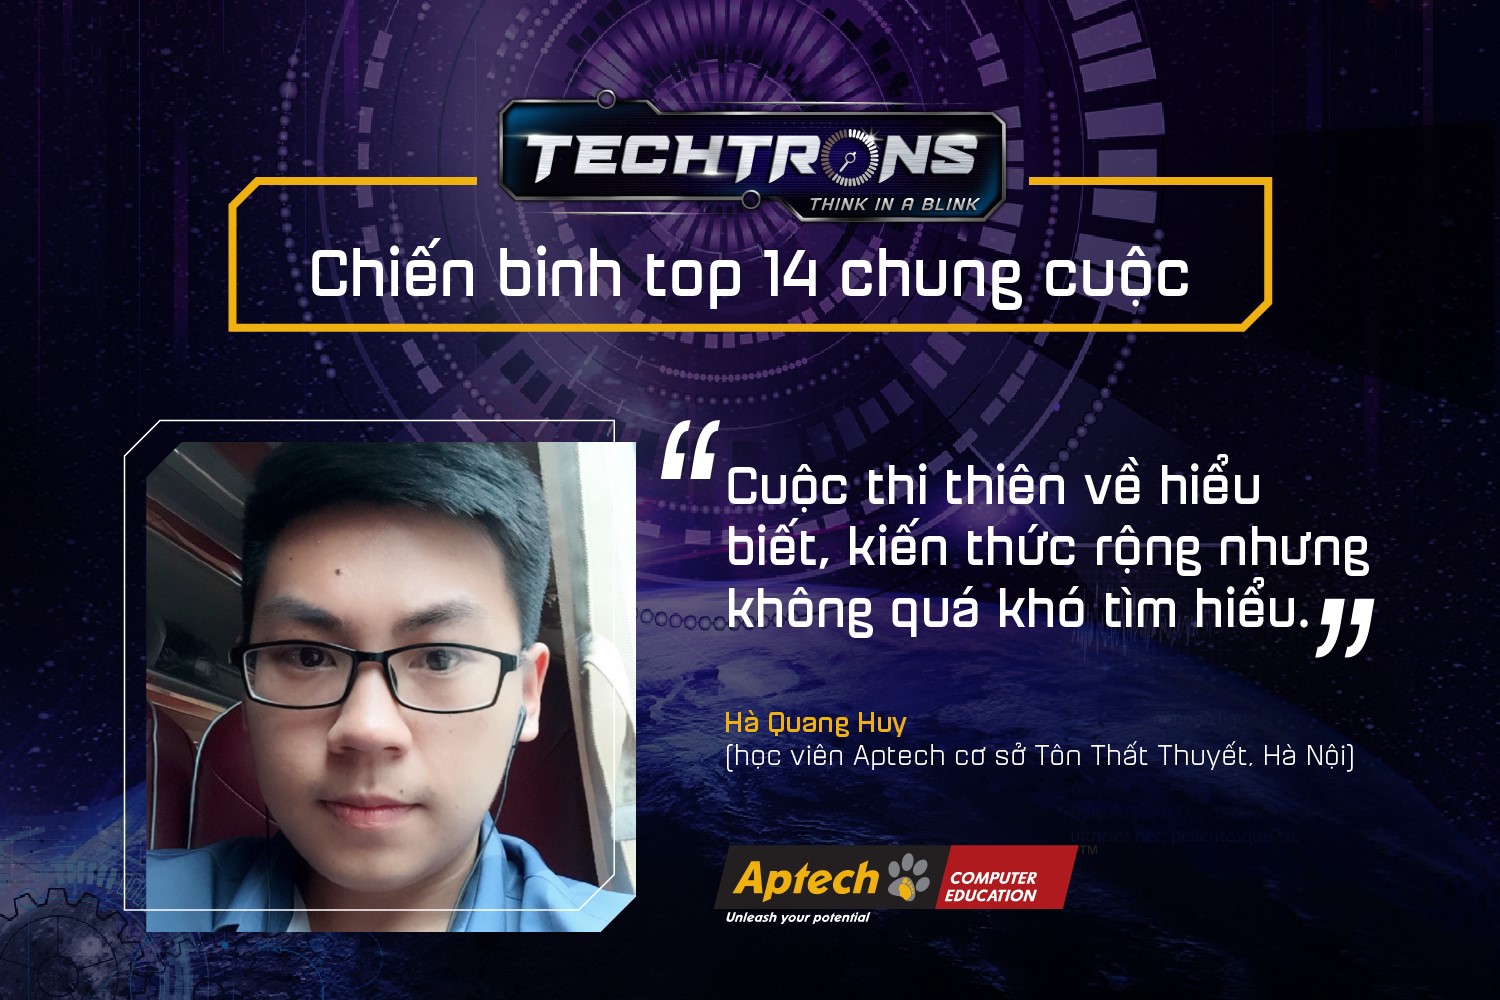 TECHTRONS
THINK IN A BLINK
Chiến binh top 14 chung cuộc
“Cuộc thi thiên về hiểu
biết, kiến thức rộng nhưng
không quá khó tìm hiểu.”
Hà Quang Huy
(học viên Aptech cơ sở Tôn Thất Thuyết, Hà Nội)
TM
Aptech COMPUTER
EDUCATION
Unleash your potential